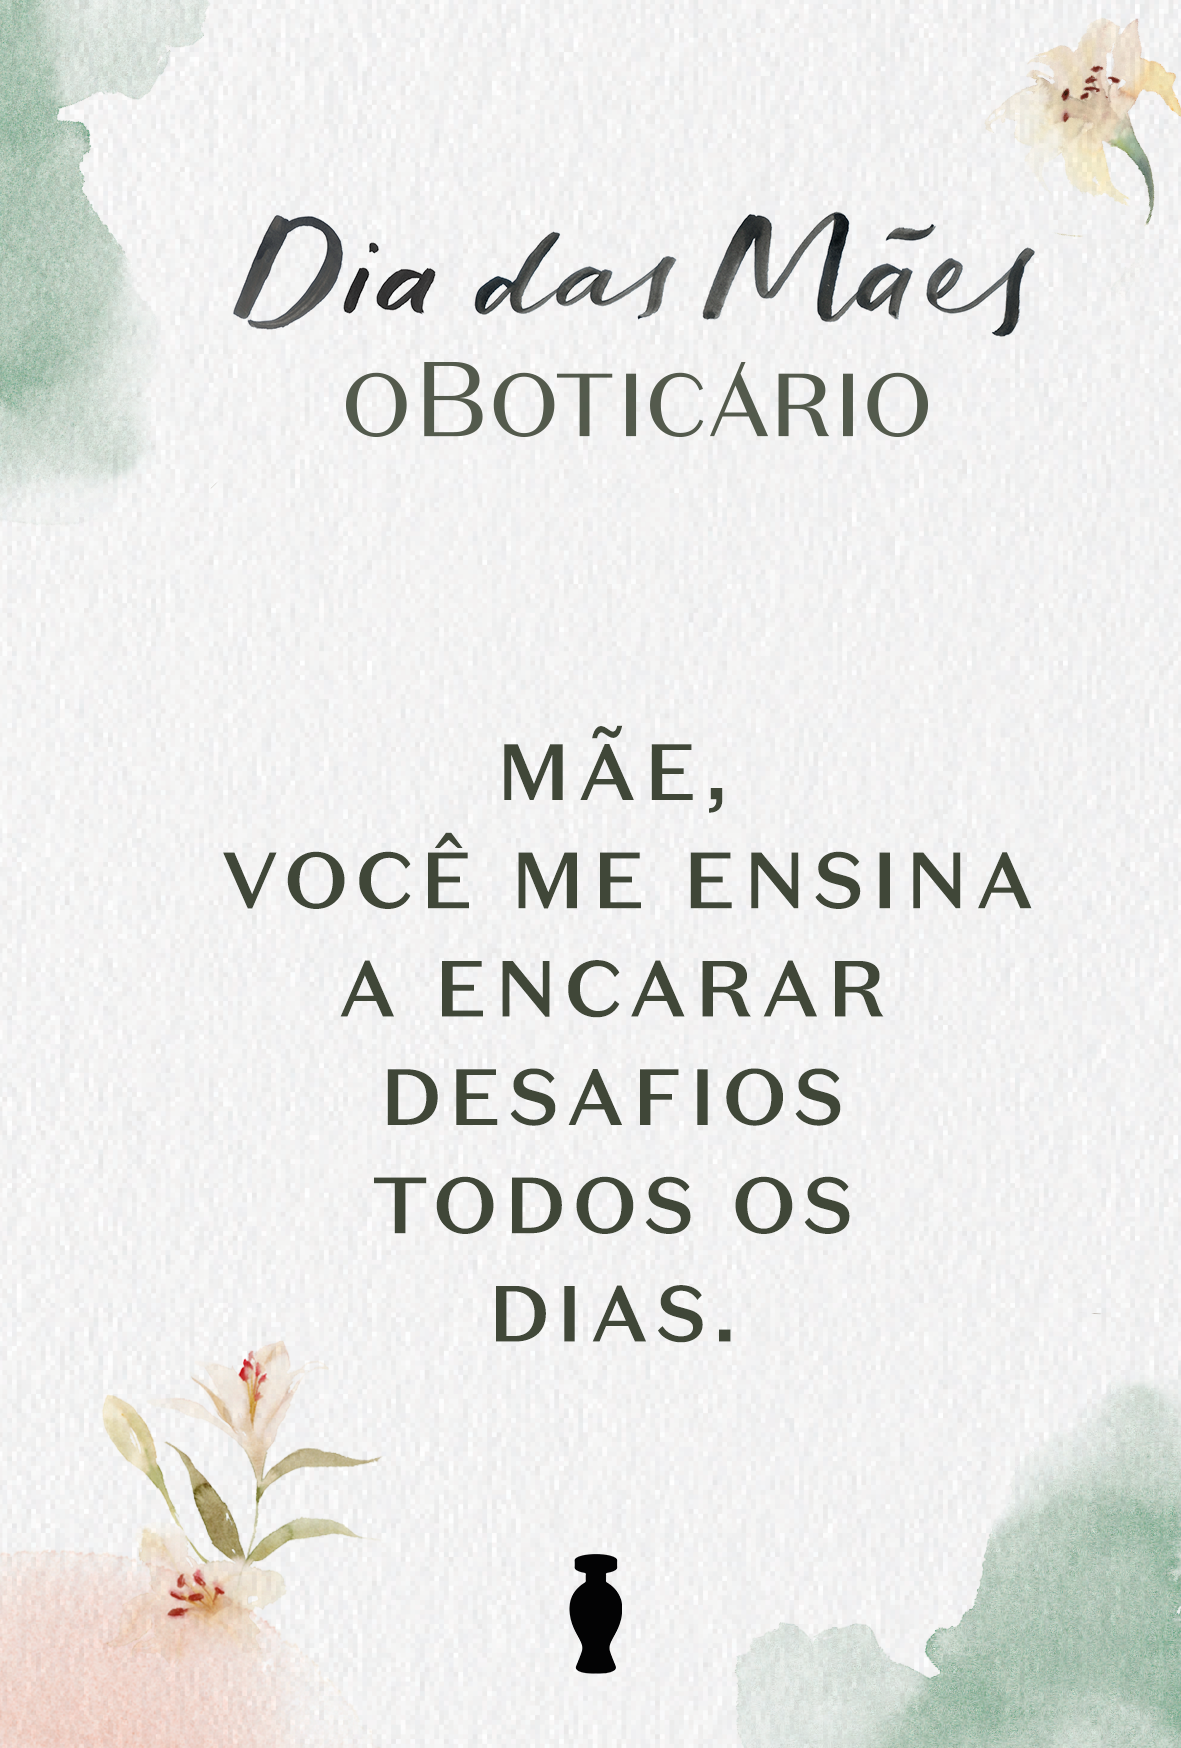 Dia das Mães
oBoticário
MÃE,
VOCÊ ME ENSINA
A ENCARAR
DESAFIOS
TODOS OS
DIAS.